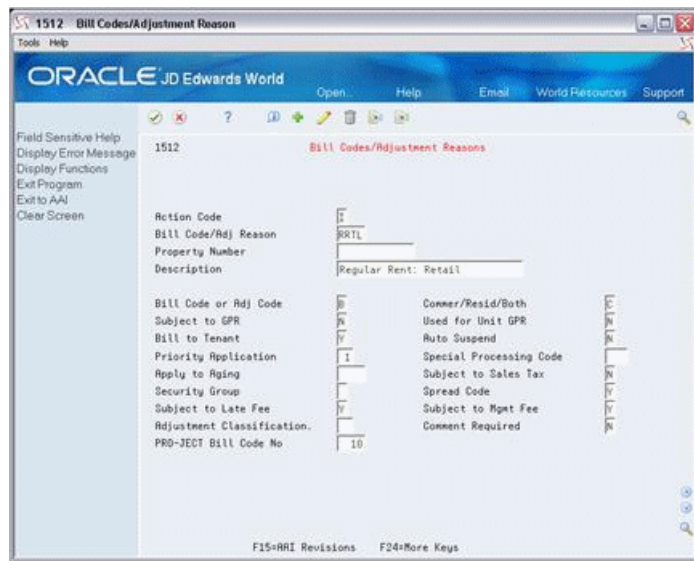 1512 Bill Codes/Adjustment Reason
Tools Help
ORACLE JD Edwards World
Open... Help Email World Resources Support
?
Field Sensitive Help
Display Error Message
Display Functions
Exit Program
Exit to AAI
Clear Screen
1512 Bill Codes/Adjustment Reasons
Action Code I
Bill Code/Adj Reason RRTL
Property Number
Description Regular Rent: Retail
Bill Code or Adj Code B Commer/Resid/Both C
Subject to GPR N Used for Unit GPR N
Bill to Tenant Y Auto Suspend N
Priority Application 1 Special Processing Code
Apply to Aging Subject to Sales Tax N
Security Group Spread Code Y
Subject to Late Fee Y Subject to Mgmt Fee Y
Adjustment Classification. Comment Required N
PRO-JECT Bill Code No 10
F15=AAI Revisions F24=More Keys